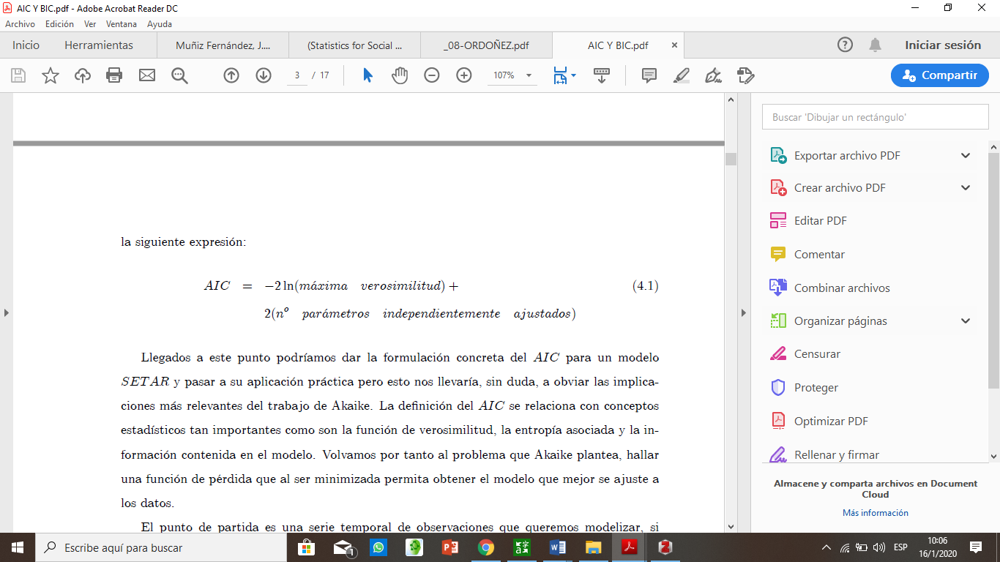 AIC Y BIC.pdf - Adobe Acrobat Reader DC
Archivo Edición Ver Ventana Ayuda
Inicio Herramientas Muñiz Fernández, J.... (Statistics for Social ... _08-ORDOÑEZ.pdf AIC Y BIC.pdf × Iniciar sesión
3 / 17 107% Compartir
la siguiente expresión:
AIC = −2 ln(máxima verosimilitud) + (4.1)
2(nº parámetros independientemente ajustados)
Llegados a este punto podríamos dar la formulación concreta del AIC para un modelo
SETAR y pasar a su aplicación práctica pero esto nos llevaría, sin duda, a obviar las implica-
ciones más relevantes del trabajo de Akaike. La definición del AIC se relaciona con conceptos
estadísticos tan importantes como son la función de verosimilitud, la entropía asociada y la in-
formación contenida en el modelo. Volvamos por tanto al problema que Akaike plantea, hallar
una función de pérdida que al ser minimizada permita obtener el modelo que mejor se ajuste a
los datos.
El punto de partida es una serie temporal de observaciones que queremos modelizar, si
Buscar 'Dibujar un rectángulo'
Exportar archivo PDF
Crear archivo PDF
Editar PDF
Comentar
Combinar archivos
Organizar páginas
Censurar
Proteger
Optimizar PDF
Rellenar y firmar
Almacene y comparta archivos en Document
Cloud
Más información
Escribe aquí para buscar
1
ESP
10:06
16/1/2020